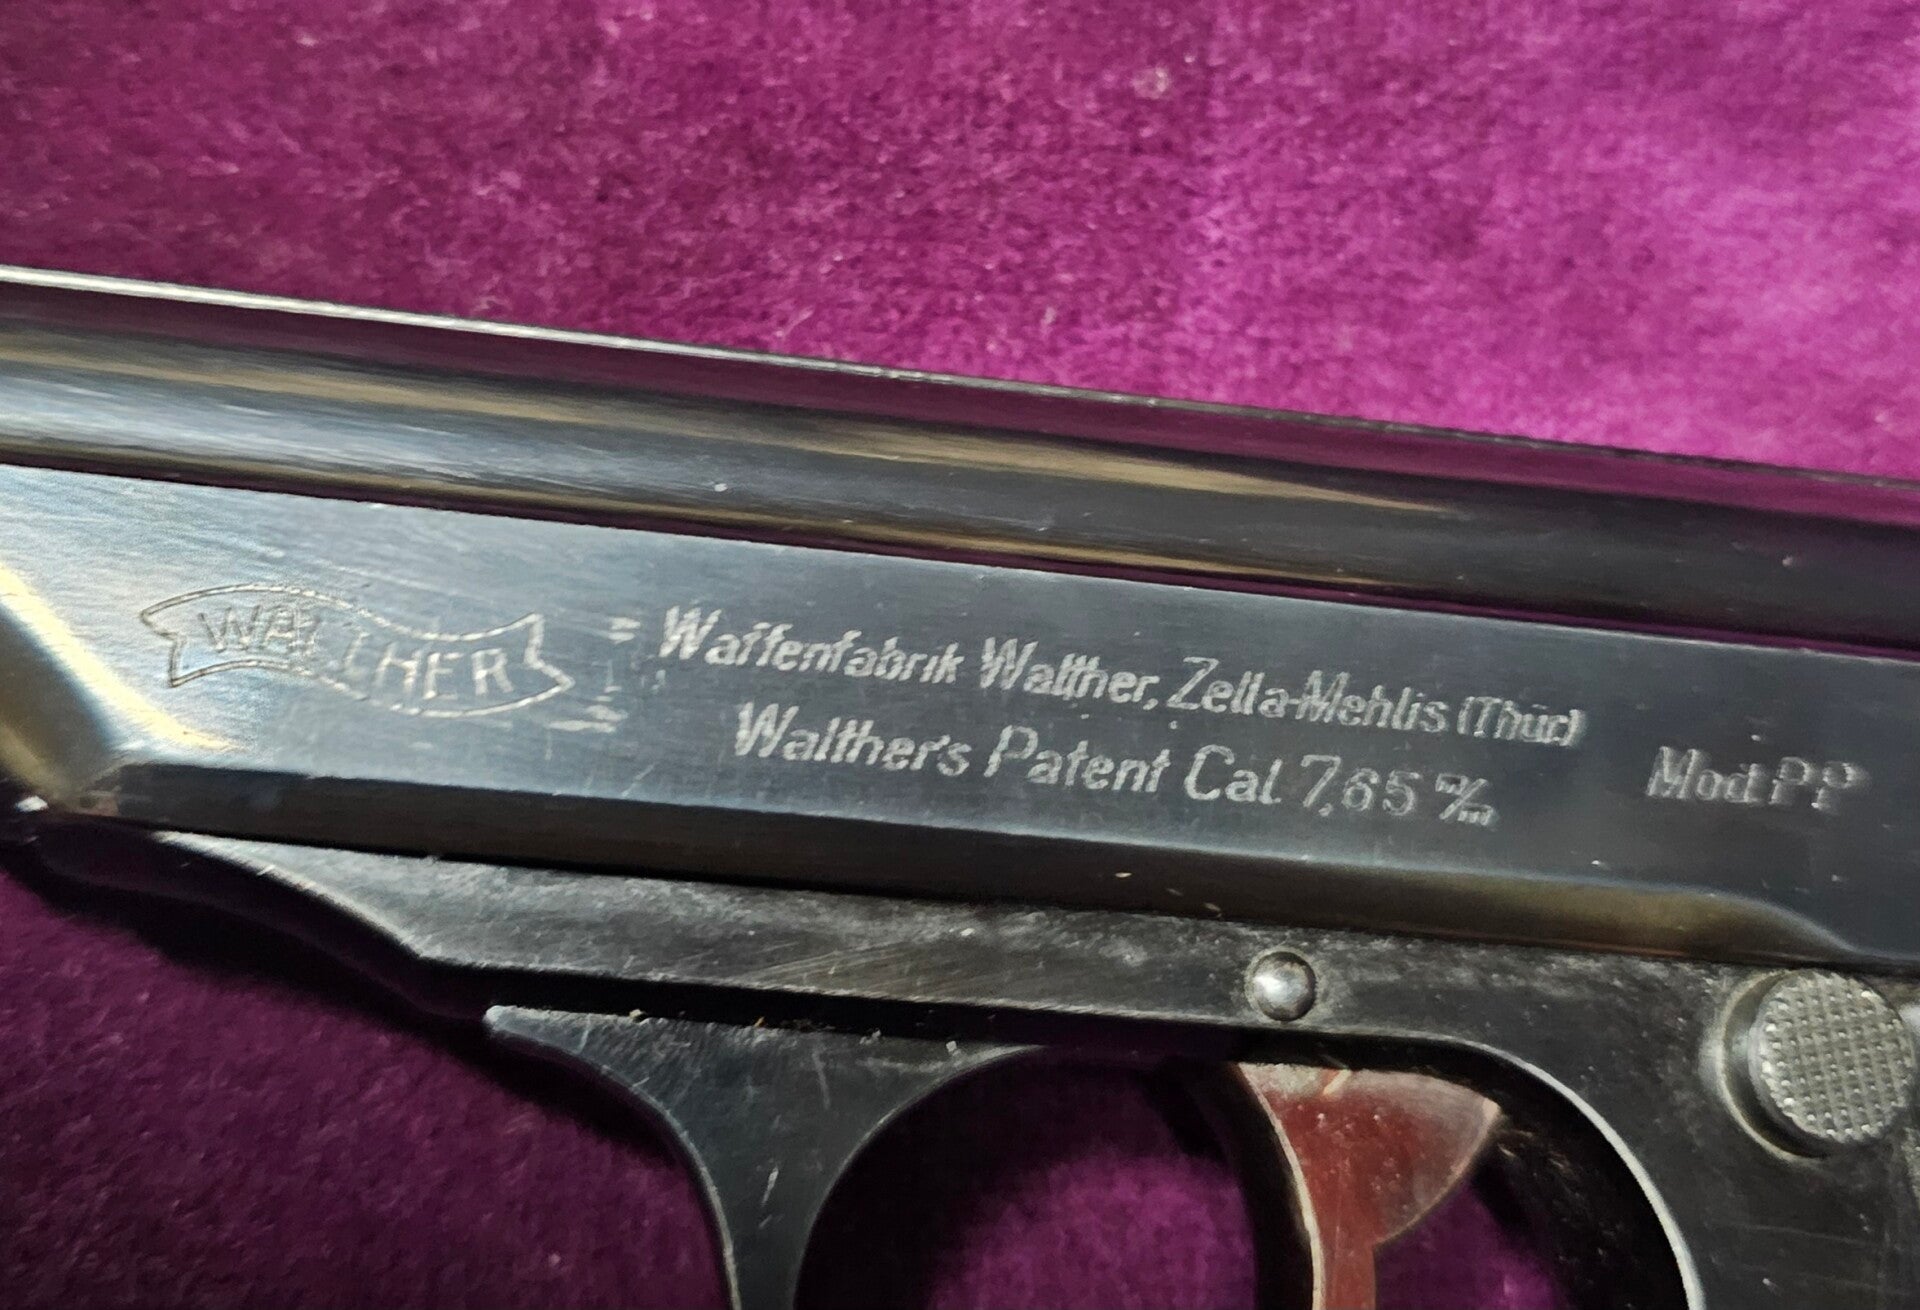 WALTHER
Waffenfabrik Walther, Zella-Mehlis (Thür)
Walther's Patent Cal. 7,65 m/m
Mod. PP